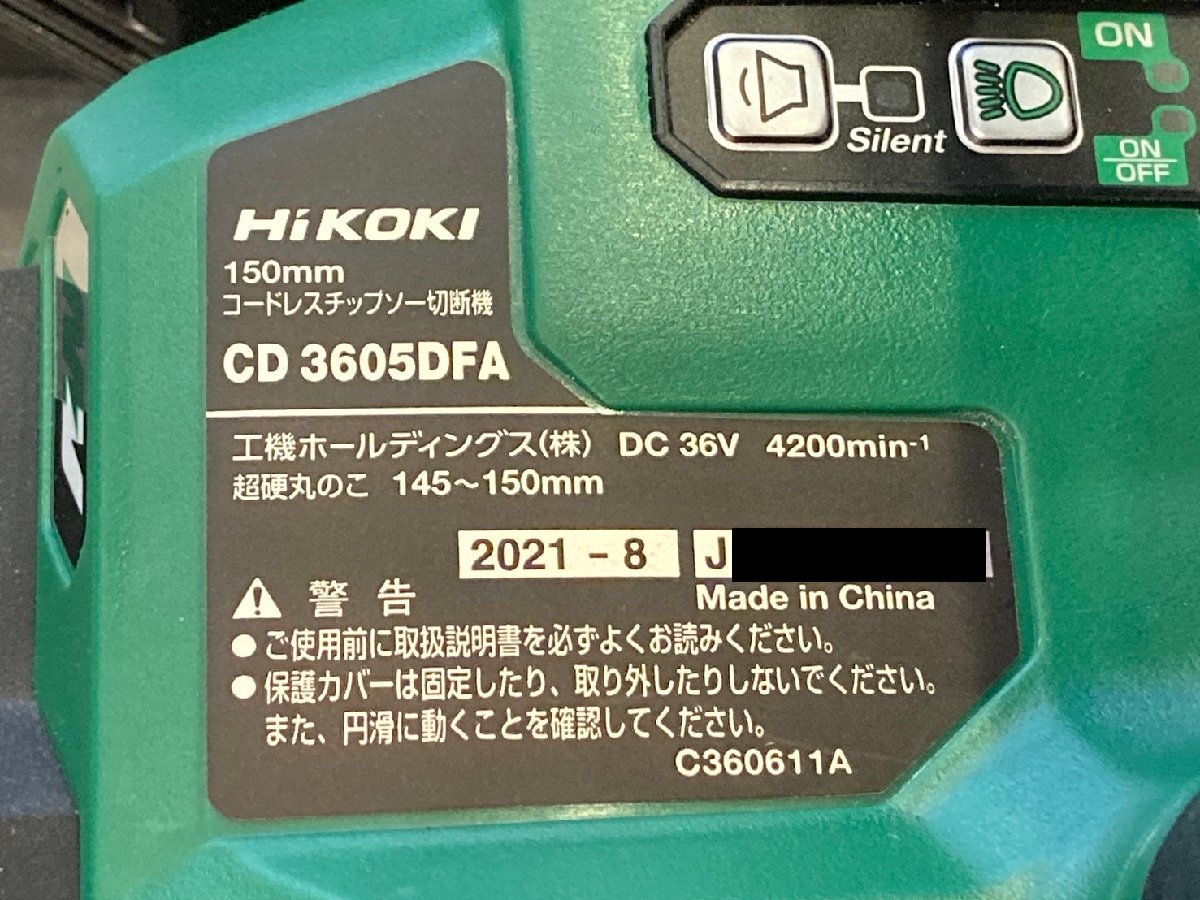 ON
Silent
ON
OFF
HiKOKI
150mm
コードレスチップソー切断機
CD 3605DFA
工機ホールディングス(株) DC 36V 4200min-1
超硬丸のこ 145～150mm
2021 - 8 J
Made in China
警告
●ご使用前に取扱説明書を必ずよくお読みください。
●保護カバーは固定したり、取り外したりしないでください。
また、円滑に動くことを確認してください。
C360611A